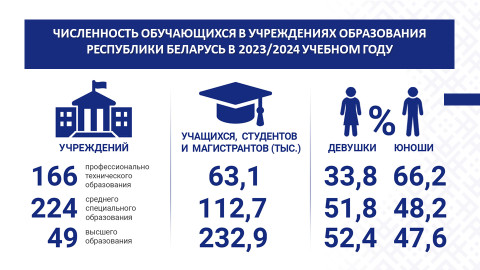 ЧИСЛЕННОСТЬ ОБУЧАЮЩИХСЯ В УЧРЕЖДЕНИЯХ ОБРАЗОВАНИЯ
РЕСПУБЛИКИ БЕЛАРУСЬ В 2023/2024 УЧЕБНОМ ГОДУ
УЧРЕЖДЕНИЙ
УЧАЩИХСЯ, СТУДЕНТОВ
И МАГИСТРАНТОВ (ТЫС.)
%
ДЕВУШКИ ЮНОШИ
166 профессионально
технического
образования
63,1 33,8 66,2
224 среднего
специального
образования
112,7 51,8 48,2
49 высшего
образования
232,9 52,4 47,6